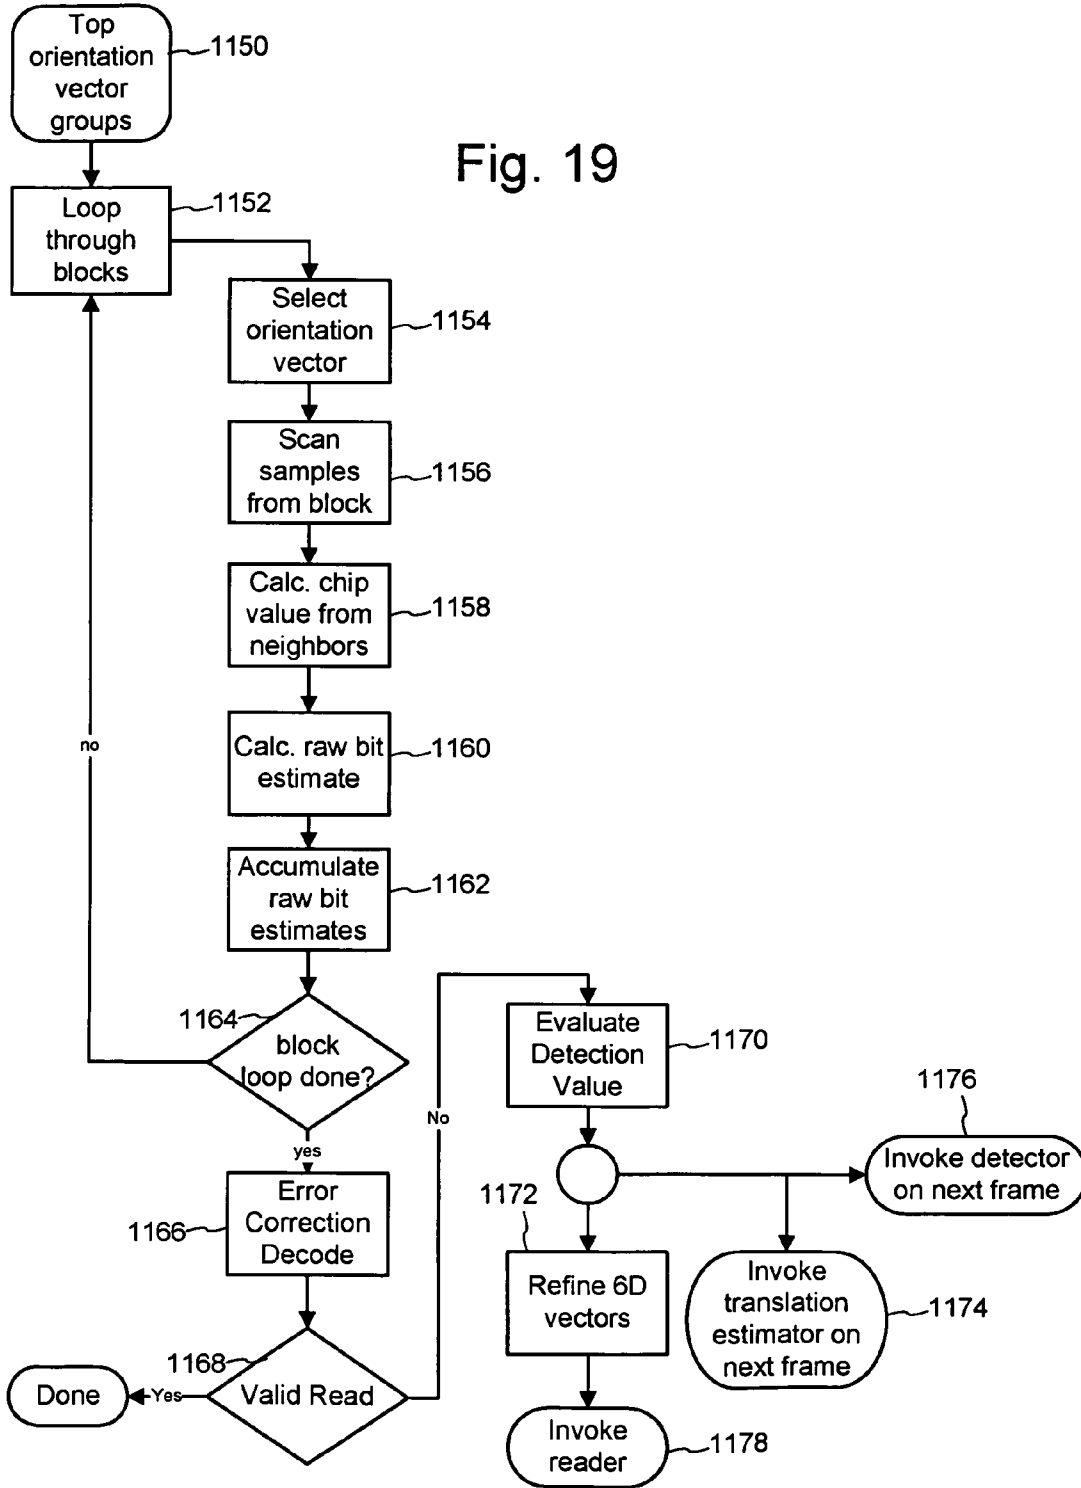 Top
orientation
vector
groups
1150
Fig. 19
Loop
through
blocks
1152
Select
orientation
vector
1154
Scan
samples
from block
1156
Calc. chip
value from
neighbors
1158
Calc. raw bit
estimate
1160
Accumulate
raw bit
estimates
1162
no
1164
block
loop done?
yes
Error
Correction
Decode
1166
1168
Valid Read
Yes
Done
No
Evaluate
Detection
Value
1170
1176
Invoke detector
on next frame
1172
Refine 6D
vectors
Invoke
translation
estimator on
next frame
1174
Invoke
reader
1178